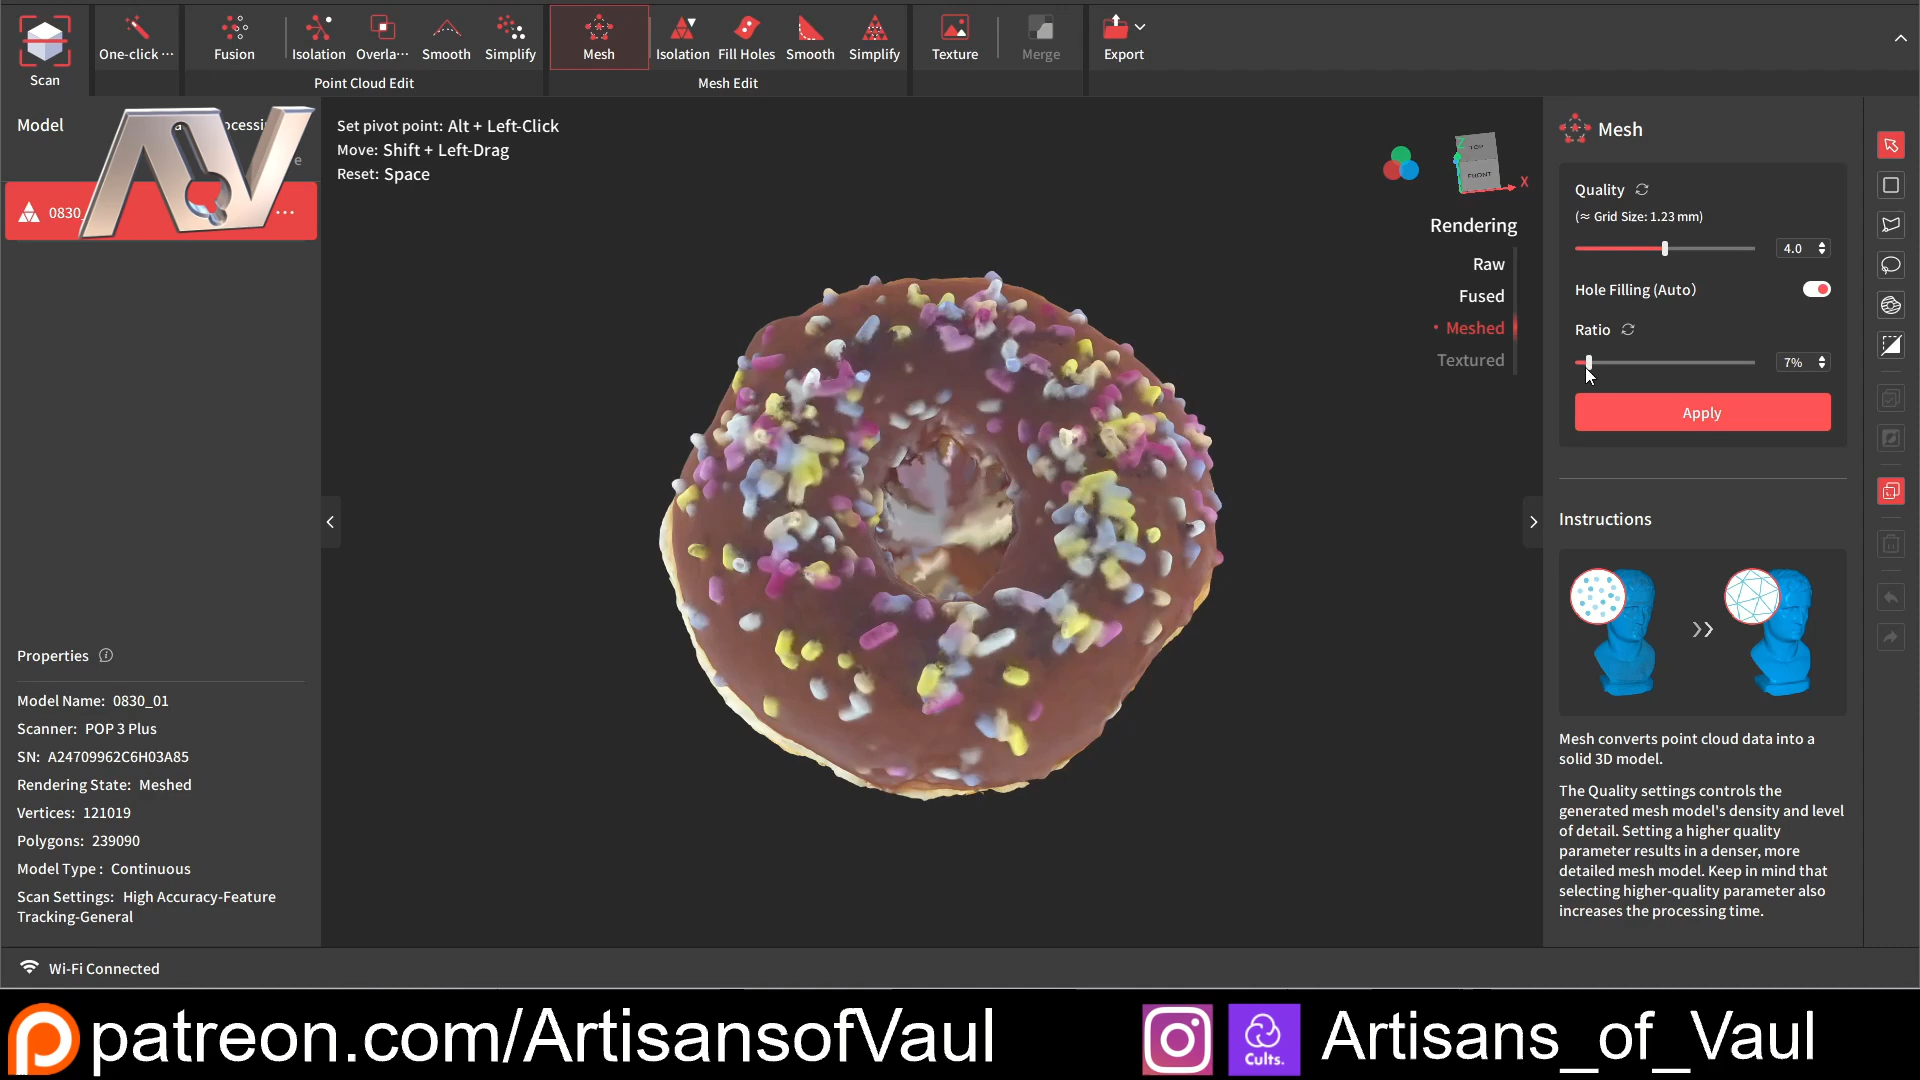 Scan
One-click ···
Fusion
Isolation
Overla···
Smooth
Simplify
Mesh
Isolation
Fill Holes
Smooth
Simplify
Texture
Merge
Export
Point Cloud Edit
Mesh Edit
Model
0830_
Set pivot point: Alt + Left-Click
Move: Shift + Left-Drag
Reset: Space
Z
TOP
FRONT
X
Rendering
Raw
Fused
Meshed
Textured
Mesh
Quality
(≈ Grid Size: 1.23 mm)
4.0
Hole Filling (Auto)
Ratio
7%
Apply
Instructions
Mesh converts point cloud data into a
solid 3D model.
The Quality settings controls the
generated mesh model's density and level
of detail. Setting a higher quality
parameter results in a denser, more
detailed mesh model. Keep in mind that
selecting higher-quality parameter also
increases the processing time.
Properties
Model Name: 0830_01
Scanner: POP 3 Plus
SN: A24709962C6H03A85
Rendering State: Meshed
Vertices: 121019
Polygons: 239090
Model Type : Continuous
Scan Settings: High Accuracy-Feature
Tracking-General
Wi-Fi Connected
patreon.com/ArtisansofVaul
Cults.
Artisans_of_Vaul